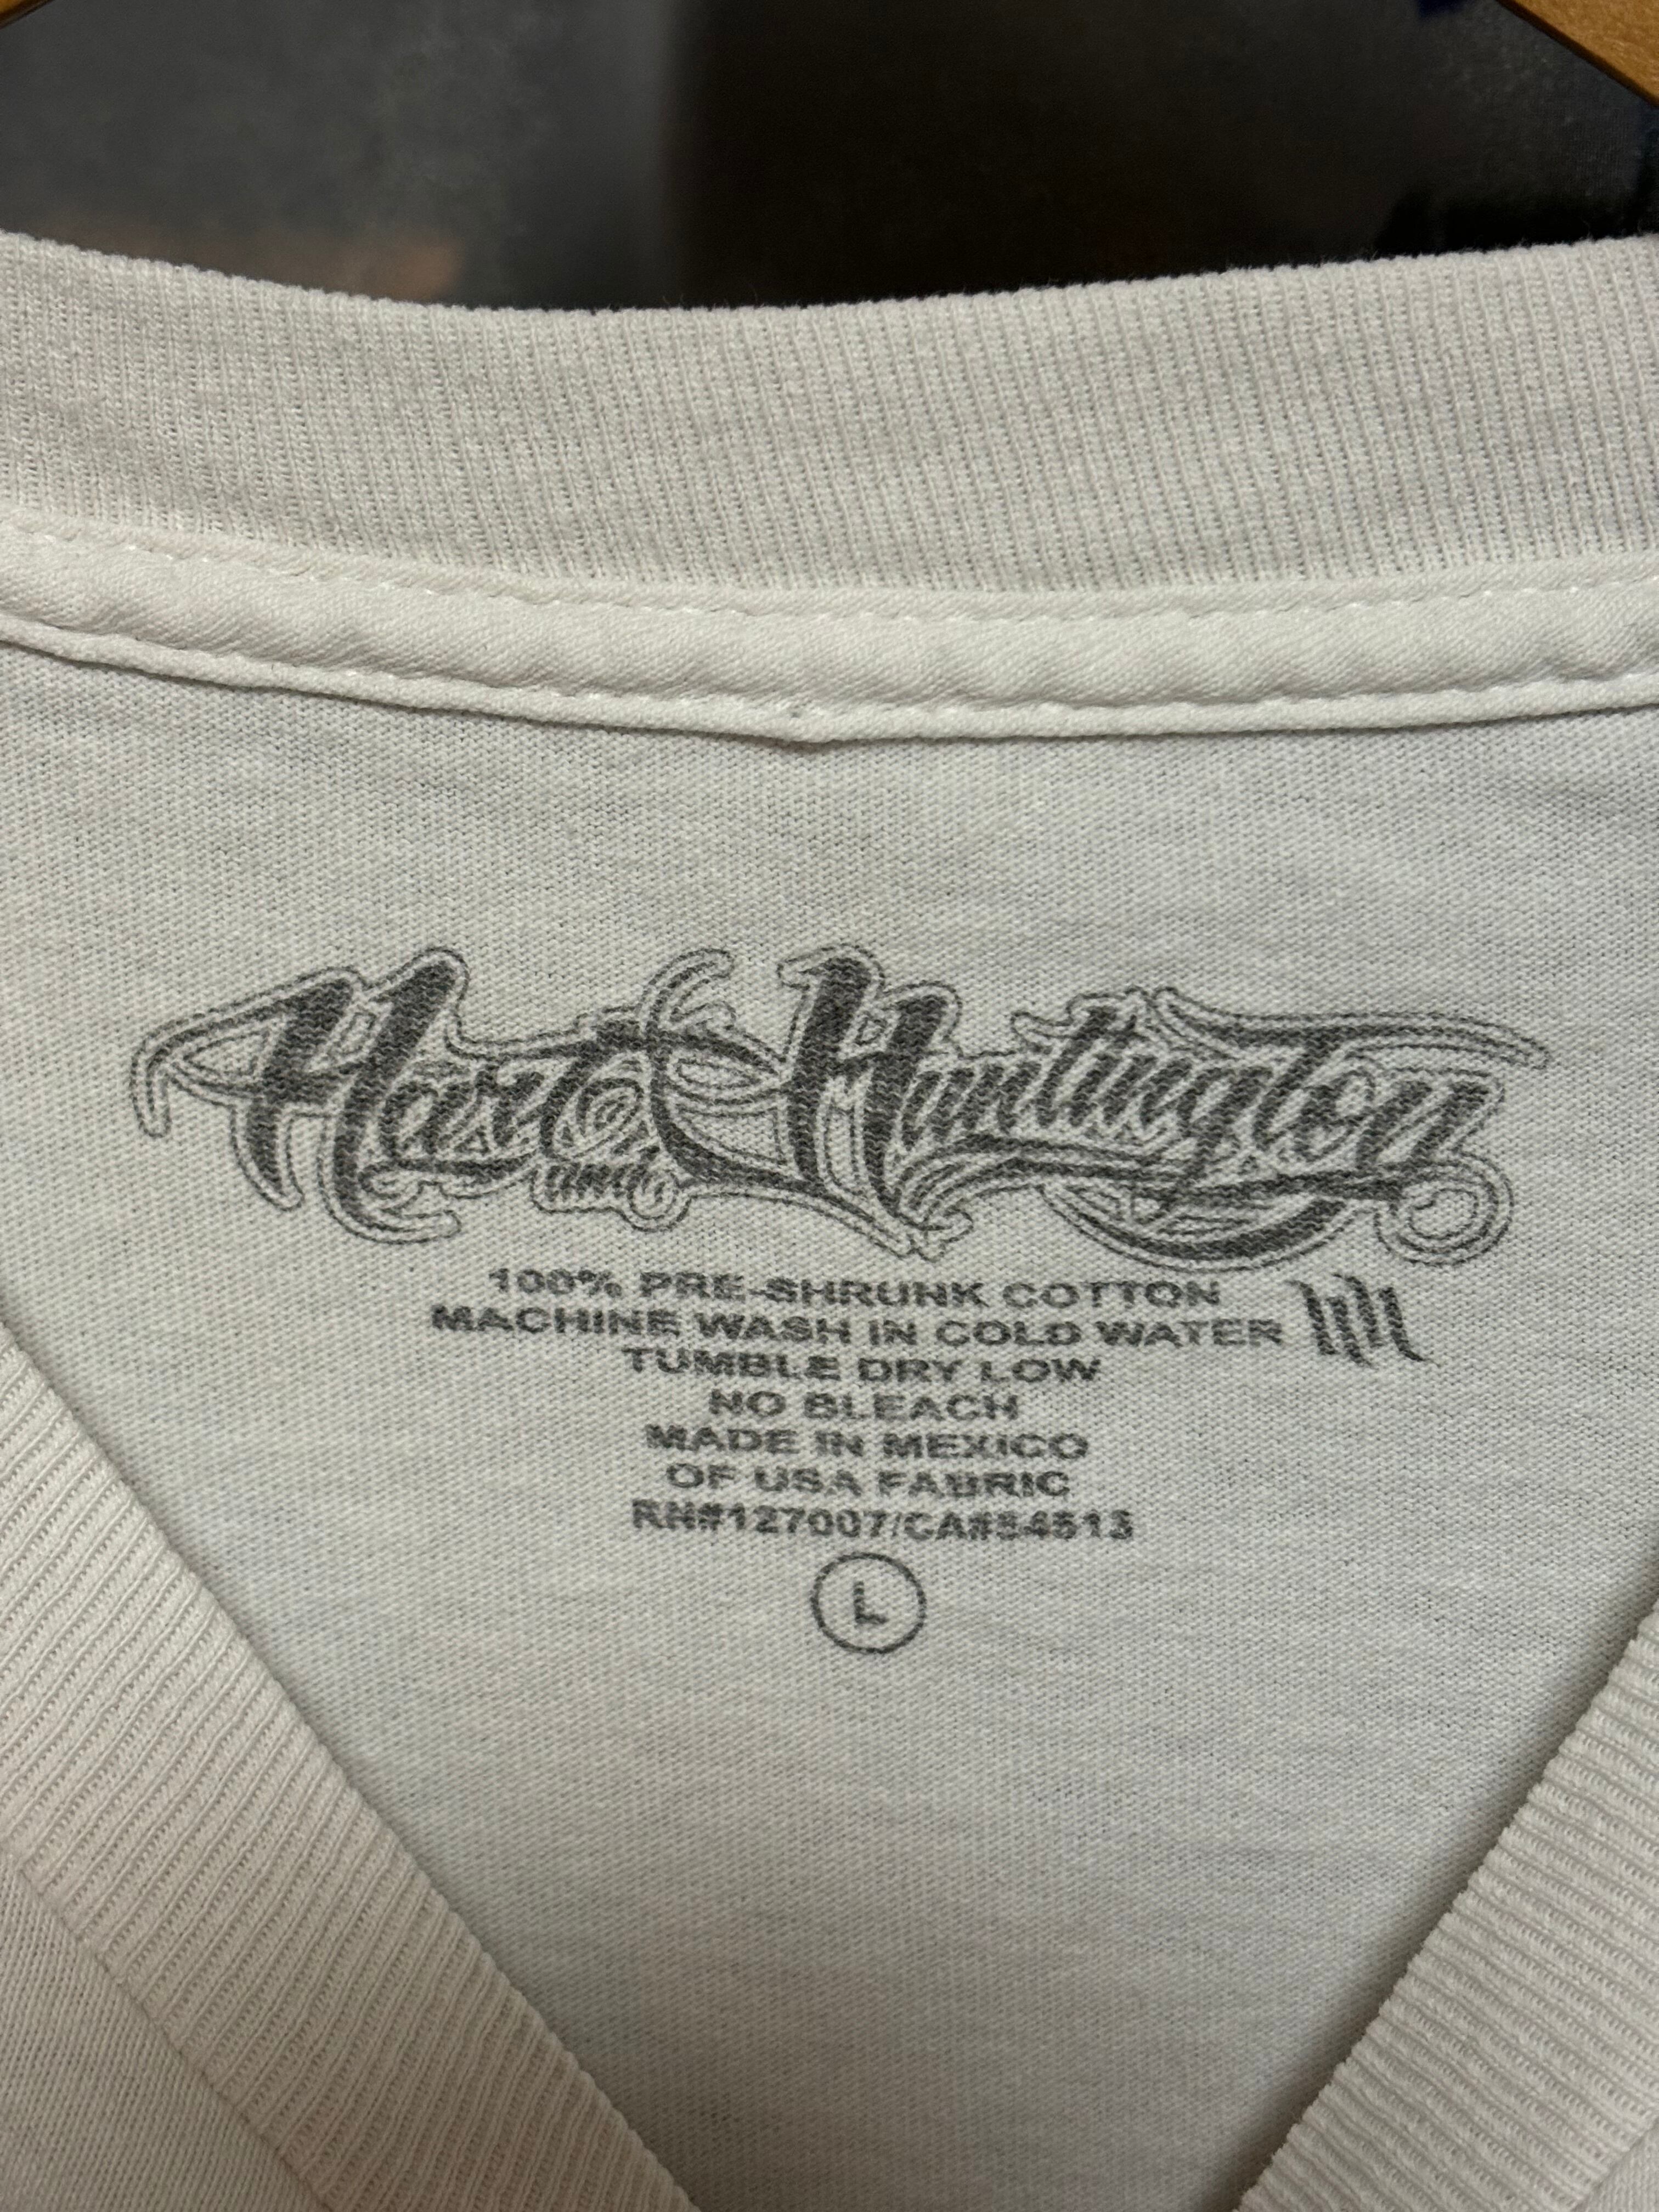 Hart and Huntington
100% PRE-SHRUNK COTTON
MACHINE WASH IN COLD WATER
TUMBLE DRY LOW
NO BLEACH
MADE IN MEXICO
OF USA FABRIC
RN#127007/CA#54513
L